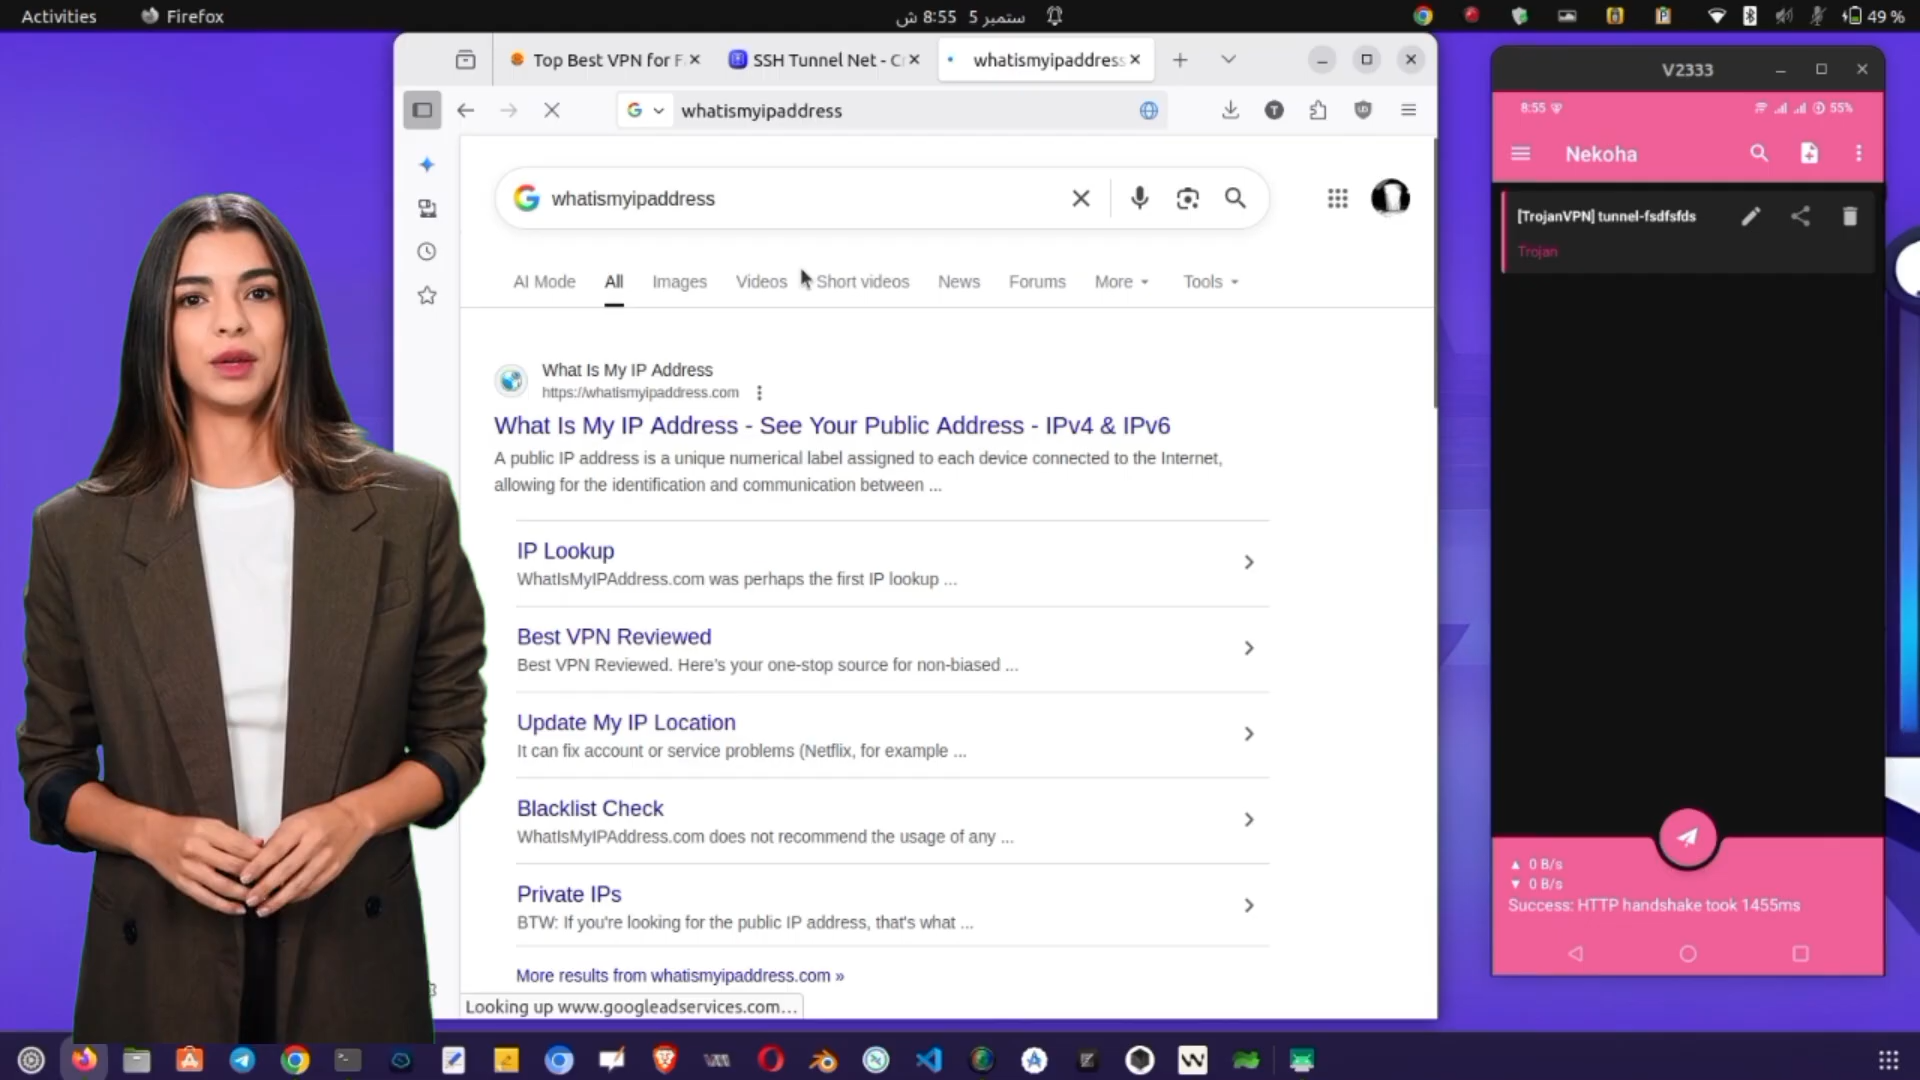 Activities
Firefox
8:55 ش 5 ستمبر
49 %
Top Best VPN for F
SSH Tunnel Net - C
whatismyipaddress
whatismyipaddress
whatismyipaddress
AI Mode
All
Images
Videos
Short videos
News
Forums
More
Tools
What Is My IP Address
https://whatismyipaddress.com
What Is My IP Address - See Your Public Address - IPv4 & IPv6
A public IP address is a unique numerical label assigned to each device connected to the Internet,
allowing for the identification and communication between ...
IP Lookup
WhatIsMyIPAddress.com was perhaps the first IP lookup ...
Best VPN Reviewed
Best VPN Reviewed. Here's your one-stop source for non-biased ...
Update My IP Location
It can fix account or service problems (Netflix, for example ...
Blacklist Check
WhatIsMyIPAddress.com does not recommend the usage of any ...
Private IPs
BTW: If you're looking for the public IP address, that's what ...
More results from whatismyipaddress.com »
Looking up www.googleadservices.com...
V2333
8:55
55%
Nekoha
[TrojanVPN] tunnel-fsdfsfds
Trojan
▲ 0 B/s
▼ 0 B/s
Success: HTTP handshake took 1455ms